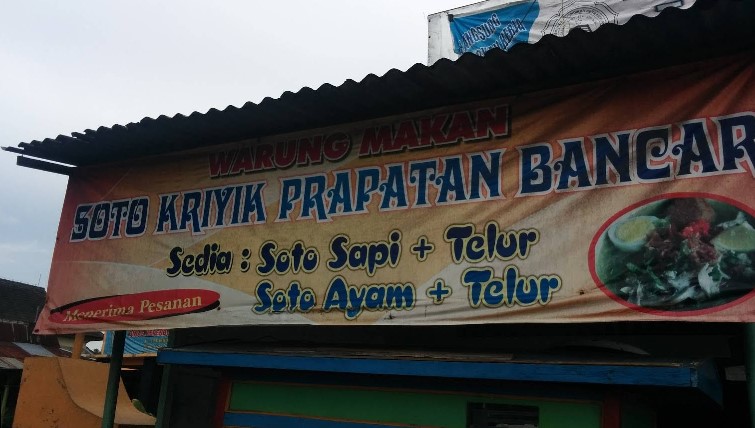 WARUNG MAKAN
SOTO KRIYIK PRAPATAN BANCAR
Sedia : Soto Sapi + Telur
Soto Ayam + Telur
Menerima Pesanan